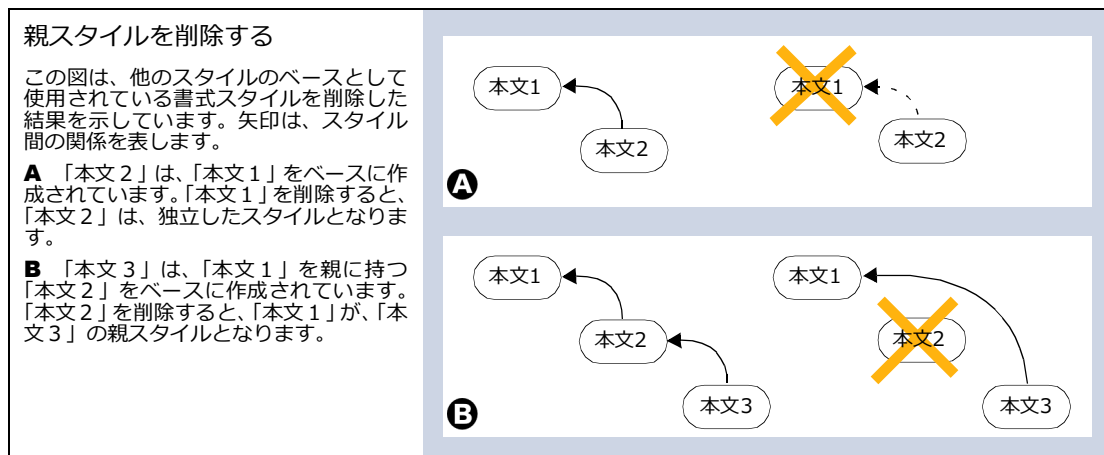 親スタイルを削除する
この図は、他のスタイルのベースとして
使用されている書式スタイルを削除した
結果を示しています。矢印は、スタイル
間の関係を表します。
A 「本文２」は、「本文１」をベースに作
成されています。「本文１」を削除すると、
「本文２」は、独立したスタイルとなりま
す。
B 「本文３」は、「本文１」を親に持つ
「本文２」をベースに作成されています。
「本文２」を削除すると、「本文１」が、「本
文３」の親スタイルとなります。
本文1
本文2
本文1
本文2
A
本文1
本文2
本文3
本文1
本文2
本文3
B